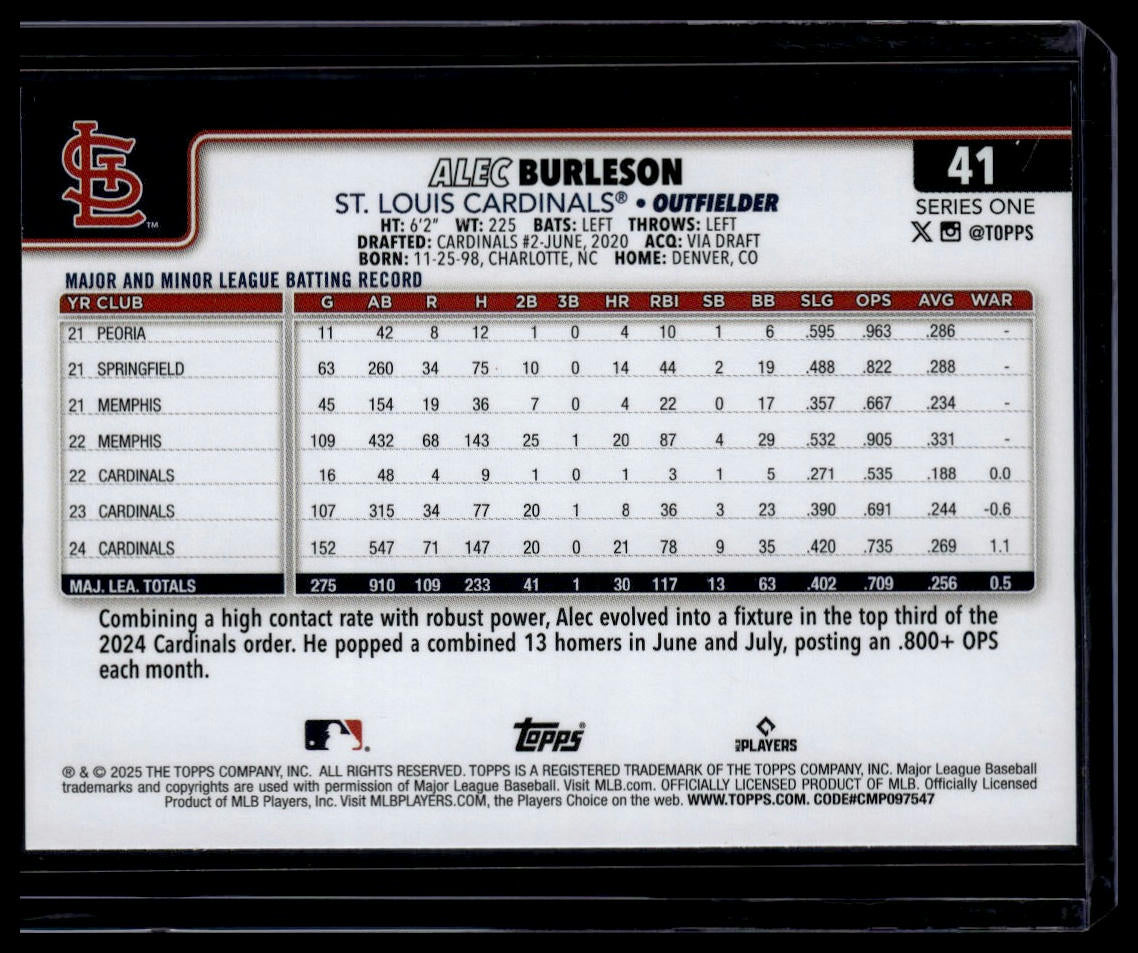 STL™
ALEC BURLESON
41
ST. LOUIS CARDINALS® • OUTFIELDER
SERIES ONE
HT: 6'2" WT: 225 BATS: LEFT THROWS: LEFT
@TOPPS
DRAFTED: CARDINALS #2-JUNE, 2020 ACQ: VIA DRAFT
BORN: 11-25-98, CHARLOTTE, NC HOME: DENVER, CO
MAJOR AND MINOR LEAGUE BATTING RECORD
YR CLUB G AB R H 2B 3B HR RBI SB BB SLG OPS AVG WAR
21 PEORIA 11 42 8 12 1 0 4 10 1 6 .595 .963 .286 -
21 SPRINGFIELD 63 260 34 75 10 0 14 44 2 19 .488 .822 .288 -
21 MEMPHIS 45 154 19 36 7 0 4 22 0 17 .357 .667 .234 -
22 MEMPHIS 109 432 68 143 25 1 20 87 4 29 .532 .905 .331 -
22 CARDINALS 16 48 4 9 1 0 1 3 1 5 .271 .535 .188 0.0
23 CARDINALS 107 315 34 77 20 1 8 36 3 23 .390 .691 .244 -0.6
24 CARDINALS 152 547 71 147 20 0 21 78 9 35 .420 .735 .269 1.1
MAJ. LEA. TOTALS 275 910 109 233 41 1 30 117 13 63 .402 .709 .256 0.5
Combining a high contact rate with robust power, Alec evolved into a fixture in the top third of the
2024 Cardinals order. He popped a combined 13 homers in June and July, posting an .800+ OPS
each month.
Topps®
MLB PLAYERS
® & © 2025 THE TOPPS COMPANY, INC. ALL RIGHTS RESERVED. TOPPS IS A REGISTERED TRADEMARK OF THE TOPPS COMPANY, INC. Major League Baseball
trademarks and copyrights are used with permission of Major League Baseball. Visit MLB.com. OFFICIALLY LICENSED PRODUCT OF MLB. Officially Licensed
Product of MLB Players, Inc. Visit MLBPLAYERS.COM, the Players Choice on the web. WWW.TOPPS.COM. CODE#CMP097547